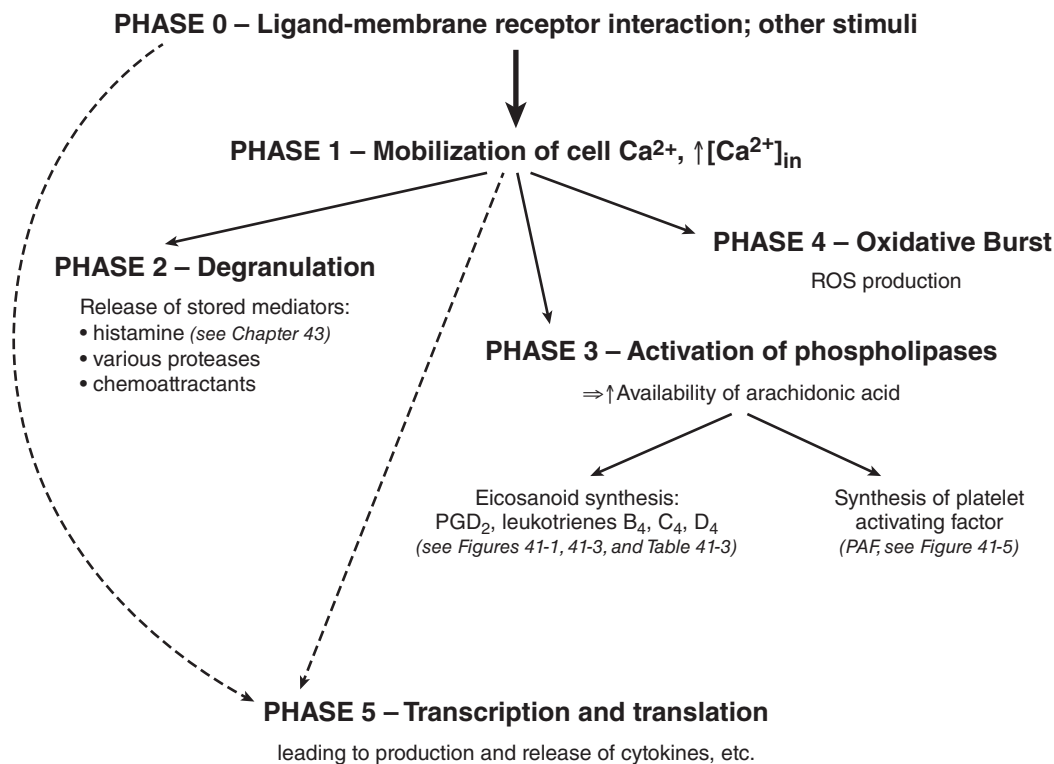 PHASE 0 – Ligand-membrane receptor interaction; other stimuli
PHASE 1 – Mobilization of cell Ca²⁺, ↑[Ca²⁺]ᵢₙ
PHASE 4 – Oxidative Burst
ROS production
PHASE 2 – Degranulation
Release of stored mediators:
• histamine (see Chapter 43)
• various proteases
• chemoattractants
PHASE 3 – Activation of phospholipases
⇒↑Availability of arachidonic acid
Eicosanoid synthesis:
PGD₂, leukotrienes B₄, C₄, D₄
(see Figures 41-1, 41-3, and Table 41-3)
Synthesis of platelet
activating factor
(PAF, see Figure 41-5)
PHASE 5 – Transcription and translation
leading to production and release of cytokines, etc.